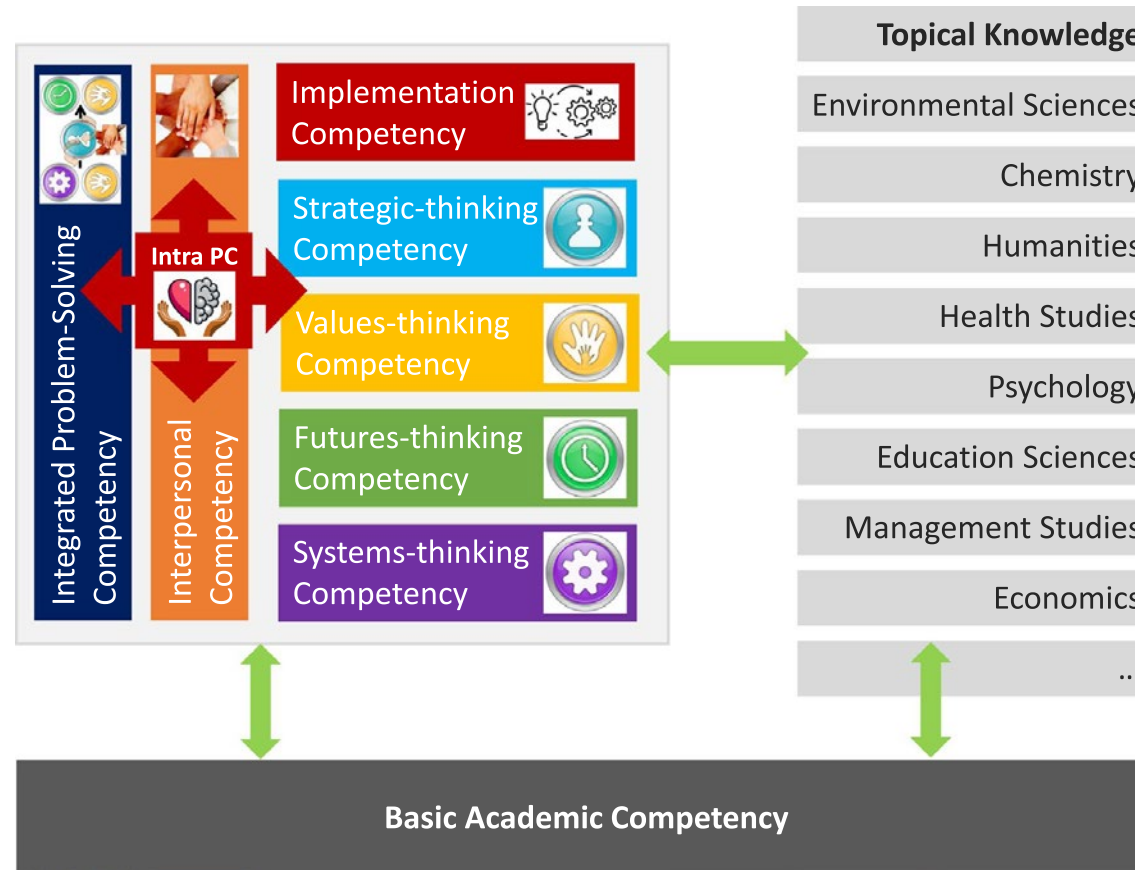 Integrated Problem-Solving
Competency
Interpersonal
Competency
Intra PC
Implementation
Competency
Strategic-thinking
Competency
Values-thinking
Competency
Futures-thinking
Competency
Systems-thinking
Competency
Topical Knowledge
Environmental Sciences
Chemistry
Humanities
Health Studies
Psychology
Education Sciences
Management Studies
Economics
..
Basic Academic Competency